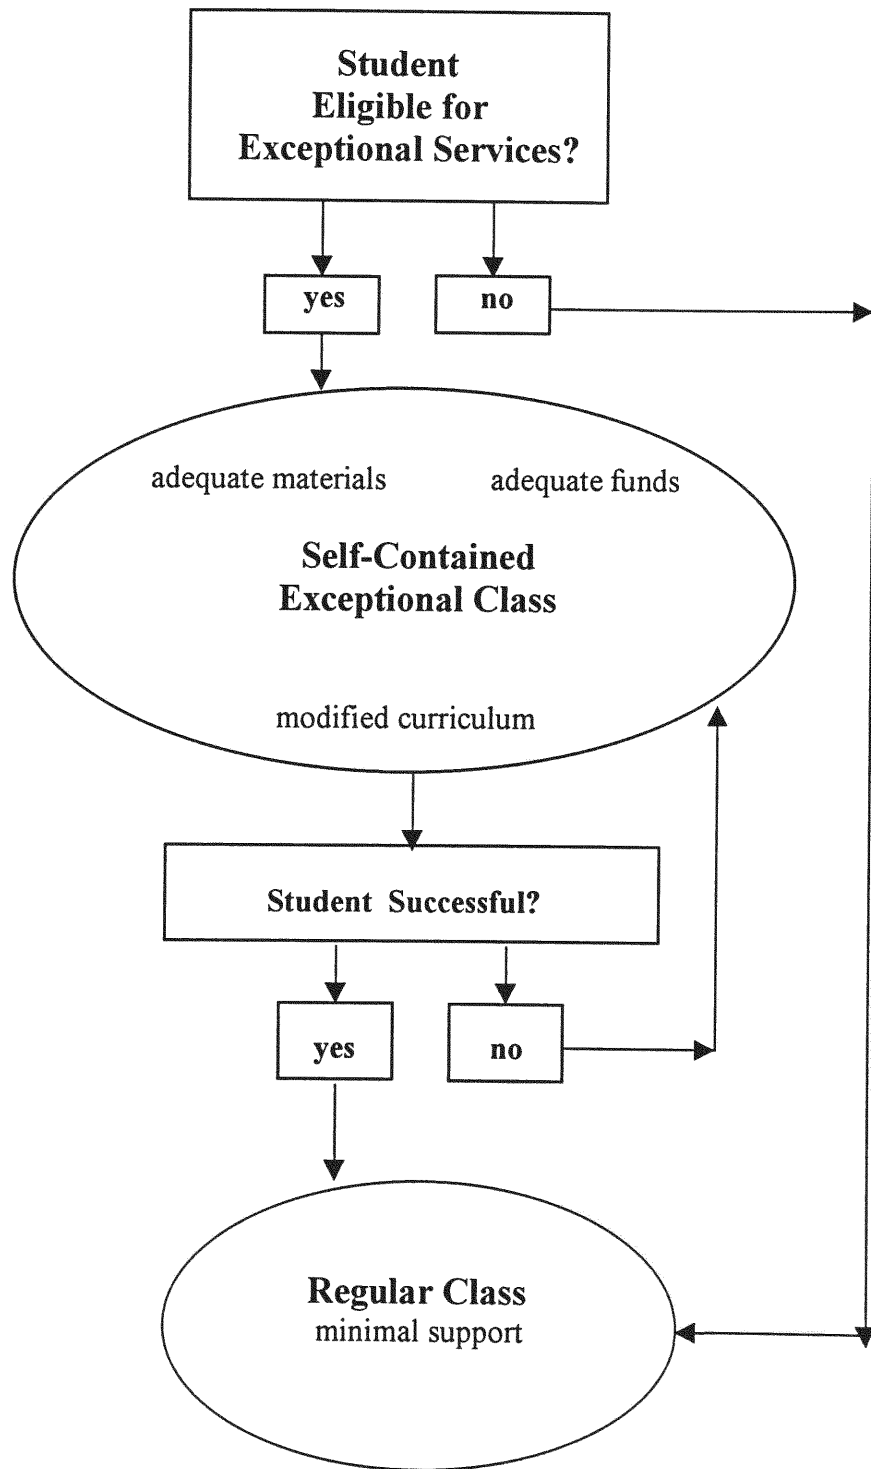 Student
Eligible for
Exceptional Services?
yes
no
adequate materials
adequate funds
Self-Contained
Exceptional Class
modified curriculum
Student Successful?
yes
no
Regular Class
minimal support